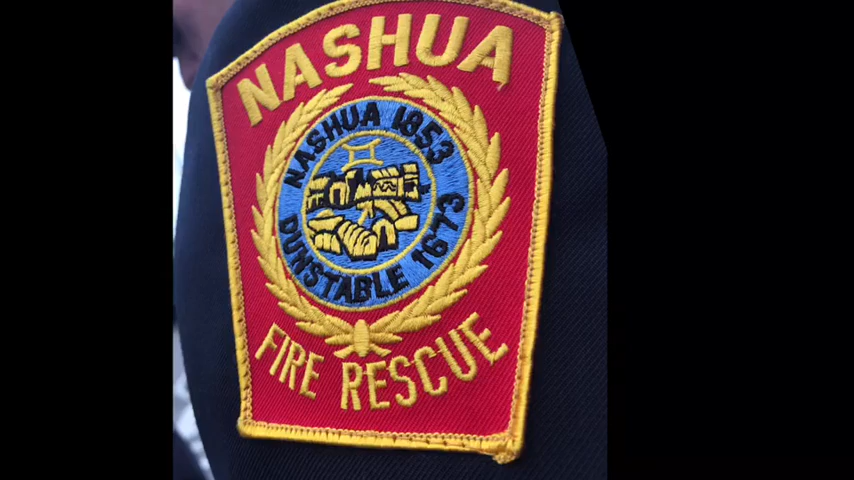 NASHUA
NASHUA 1853
DUNSTABLE 1673
FIRE RESCUE